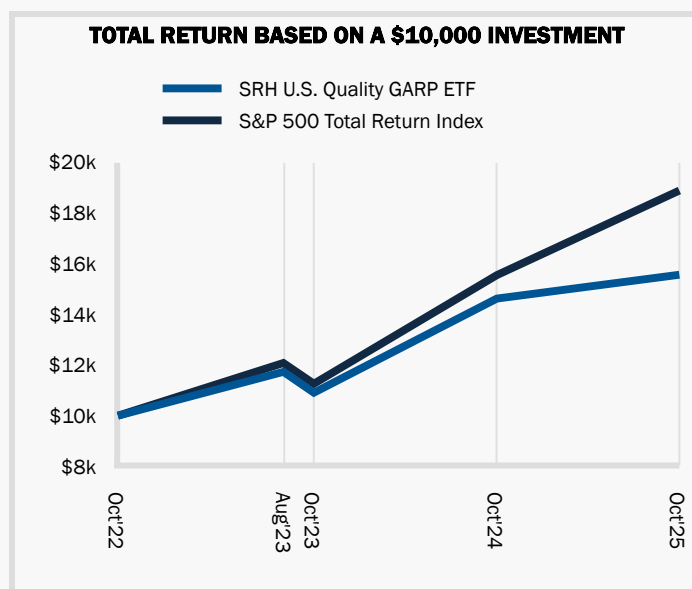 TOTAL RETURN BASED ON A $10,000 INVESTMENT
SRH U.S. Quality GARP ETF
S&P 500 Total Return Index
$20k
$18k
$16k
$14k
$12k
$10k
$8k
Oct'22
Aug'23
Oct'23
Oct'24
Oct'25